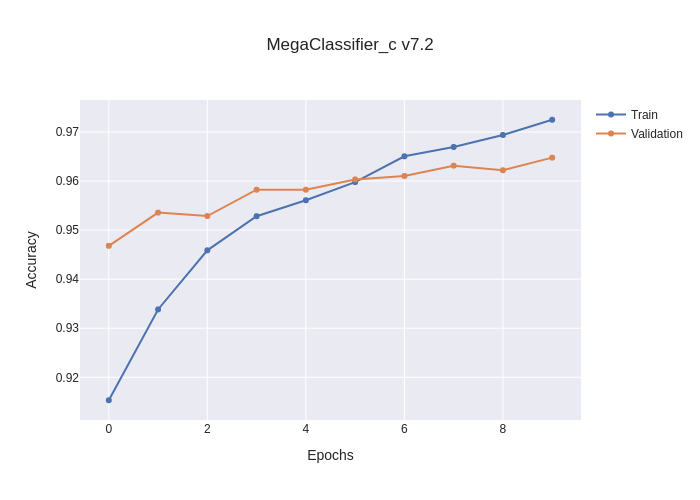 MegaClassifier_c v7.2
Train
Validation
0.97
0.96
0.95
0.94
0.93
0.92
Accuracy
0 2 4 6 8
Epochs